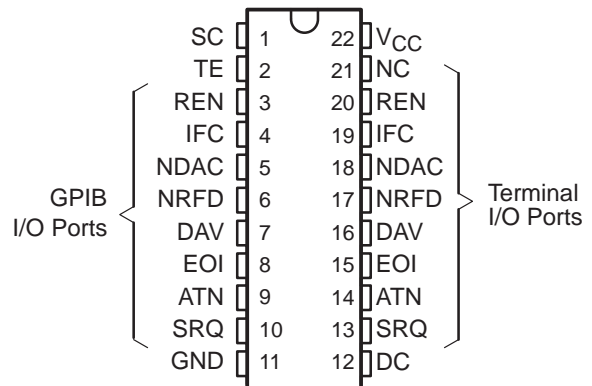 SC 1 22 VCC
TE 2 21 NC
REN 3 20 REN
IFC 4 19 IFC
NDAC 5 18 NDAC
GPIB I/O Ports NRFD 6 17 NRFD Terminal I/O Ports
DAV 7 16 DAV
EOI 8 15 EOI
ATN 9 14 ATN
SRQ 10 13 SRQ
GND 11 12 DC